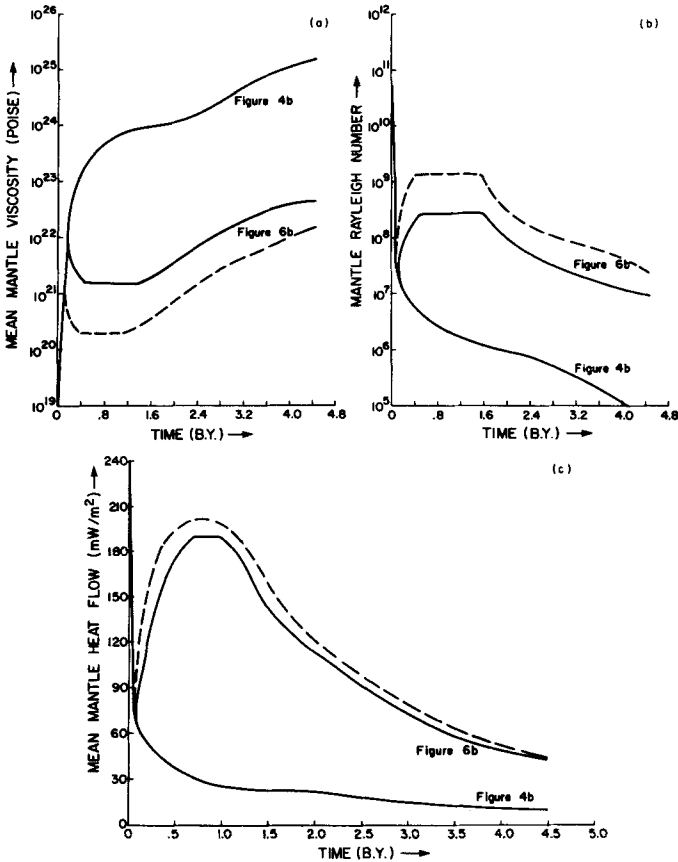 (a)
MEAN MANTLE VISCOSITY (POISE)
10^26
10^25
10^24
10^23
10^22
10^21
10^20
10^19
Figure 4b
Figure 6b
0 .8 1.6 2.4 3.2 4.0 4.8
TIME (B.Y.)
(b)
MANTLE RAYLEIGH NUMBER
10^12
10^11
10^10
10^9
10^8
10^7
10^6
10^5
Figure 6b
Figure 4b
0 .8 1.6 2.4 3.2 4.0 4.8
TIME (B.Y.)
(c)
MEAN MANTLE HEAT FLOW (mW/m^2)
240
210
180
150
120
90
60
30
0
Figure 6b
Figure 4b
0 .5 1.0 1.5 2.0 2.5 3.0 3.5 4.0 4.5 5.0
TIME (B.Y.)